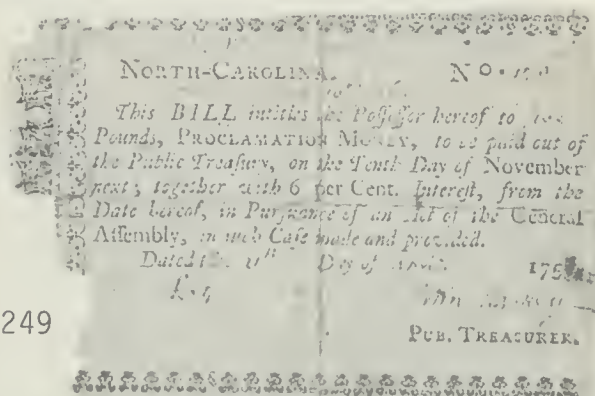 NORTH-CAROLINA. No.
This BILL intitles the Poſſeſſor hereof to
Pounds, PROCLAMATION MONEY, to be paid out of
the Public Treaſury, on the Tenth Day of November
next; together with 6 per Cent. Intereſt, from the
Date hereof, in Purſuance of an Act of the General
Aſſembly, in ſuch Caſe made and provided.
Dated the Day of 175
249
PUB. TREASURER.